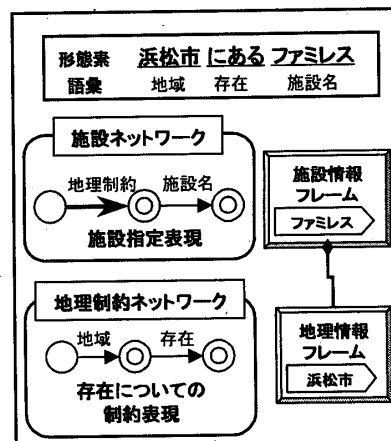 形態素 浜松市 にある ファミレス
語彙 地域 存在 施設名
施設ネットワーク
地理制約 施設名
施設指定表現
施設情報
フレーム
ファミレス
地理制約ネットワーク
地域 存在
存在についての
制約表現
地理情報
フレーム
浜松市